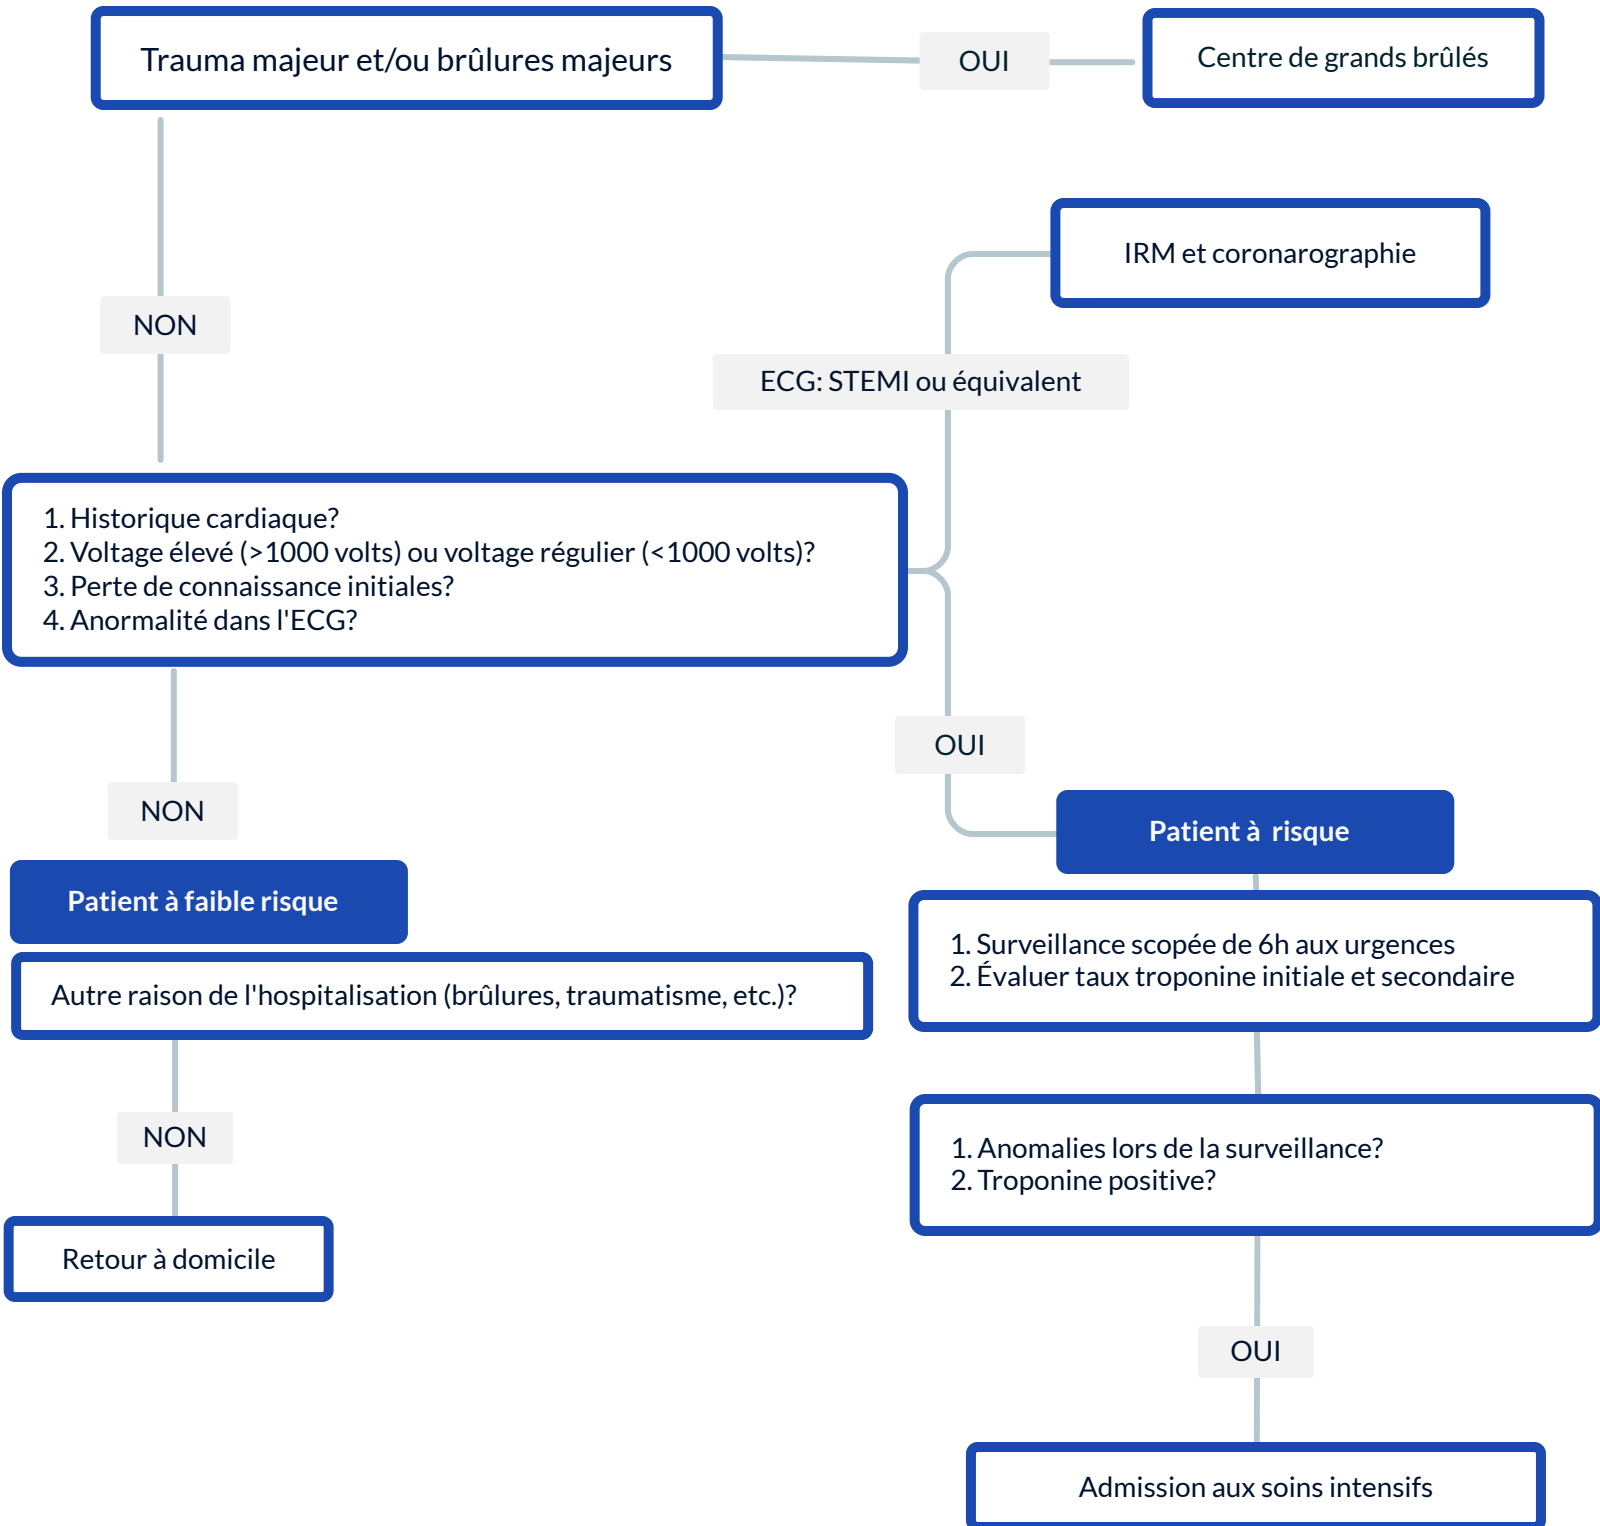 Trauma majeur et/ou brûlures majeurs
OUI
Centre de grands brûlés
IRM et coronarographie
NON
ECG: STEMI ou équivalent
1. Historique cardiaque?
2. Voltage élevé (>1000 volts) ou voltage régulier (<1000 volts)?
3. Perte de connaissance initiales?
4. Anormalité dans l'ECG?
OUI
NON
Patient à risque
Patient à faible risque
1. Surveillance scopée de 6h aux urgences
2. Évaluer taux troponine initiale et secondaire
Autre raison de l'hospitalisation (brûlures, traumatisme, etc.)?
NON
1. Anomalies lors de la surveillance?
2. Troponine positive?
Retour à domicile
OUI
Admission aux soins intensifs